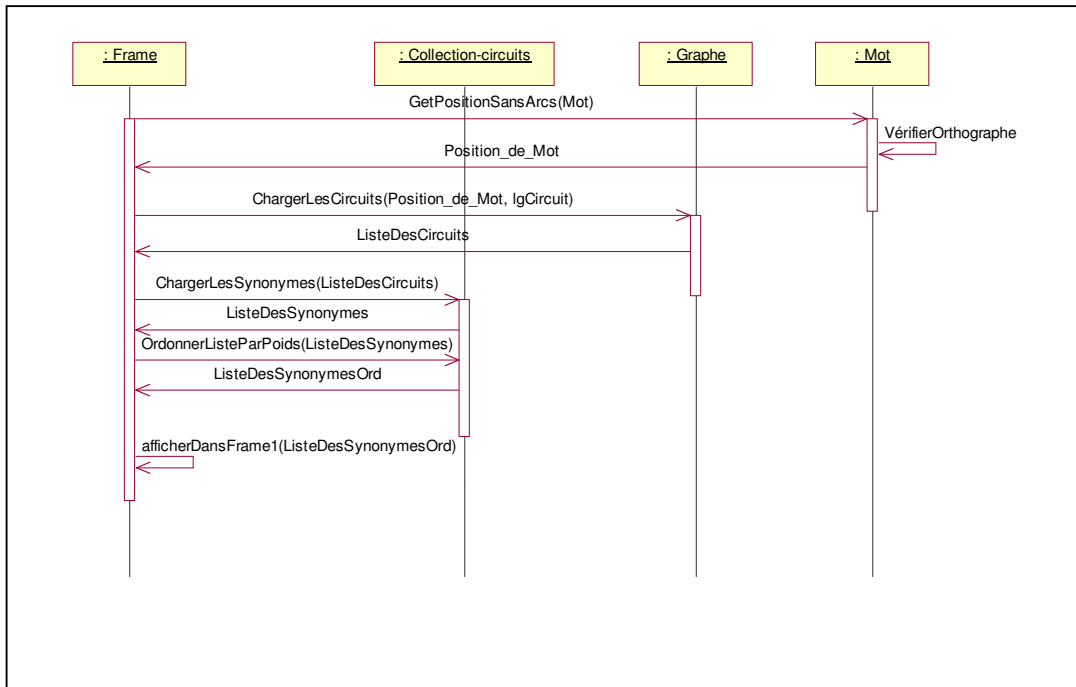 : Frame
: Collection-circuits
: Graphe
: Mot
GetPositionSansArcs(Mot)
VérifierOrthographe
Position_de_Mot
ChargerLesCircuits(Position_de_Mot, lgCircuit)
ListeDesCircuits
ChargerLesSynonymes(ListeDesCircuits)
ListeDesSynonymes
OrdonnerListeParPoids(ListeDesSynonymes)
ListeDesSynonymesOrd
afficherDansFrame1(ListeDesSynonymesOrd)